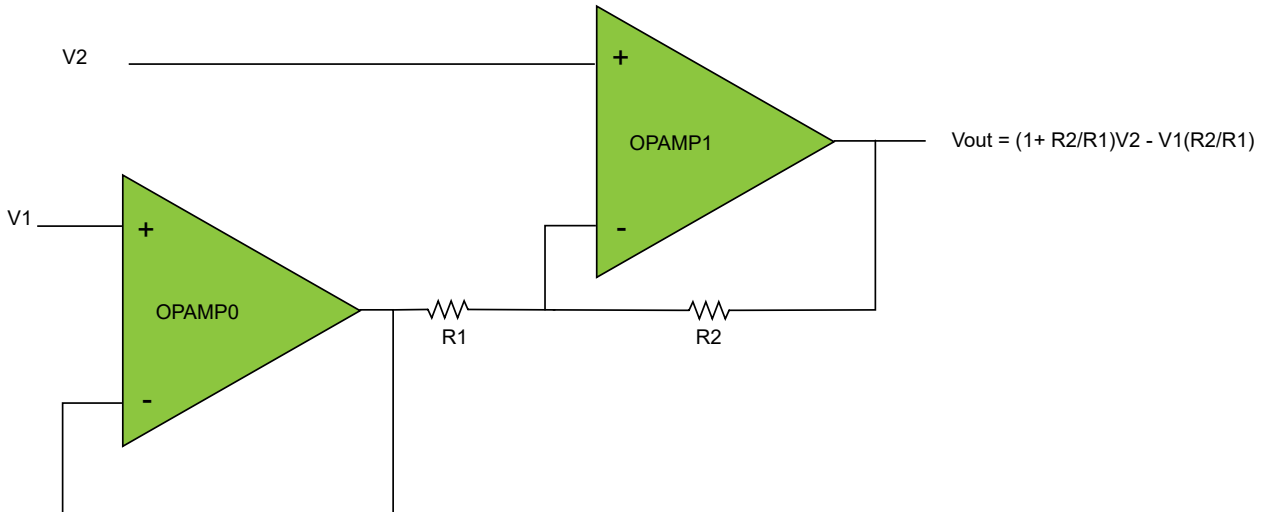 V2
+
OPAMP1
-
Vout = (1+ R2/R1)V2 - V1(R2/R1)
V1
+
OPAMP0
-
R1
R2